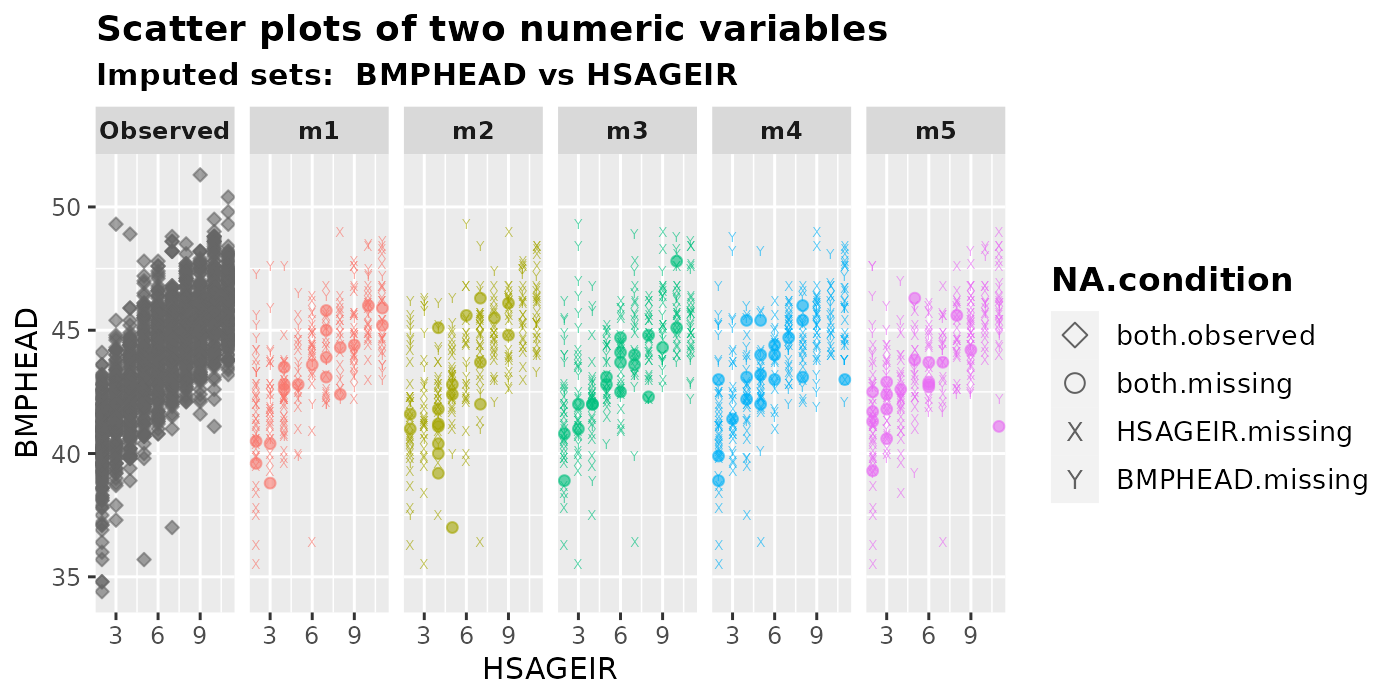 Scatter plots of two numeric variables
Imputed sets:  BMPHEAD vs HSAGEIR
Observed m1 m2 m3 m4 m5
50
45
40
35
BMPHEAD
3 6 9 3 6 9 3 6 9 3 6 9 3 6 9 3 6 9
HSAGEIR
NA.condition
both.observed
both.missing
X HSAGEIR.missing
Y BMPHEAD.missing